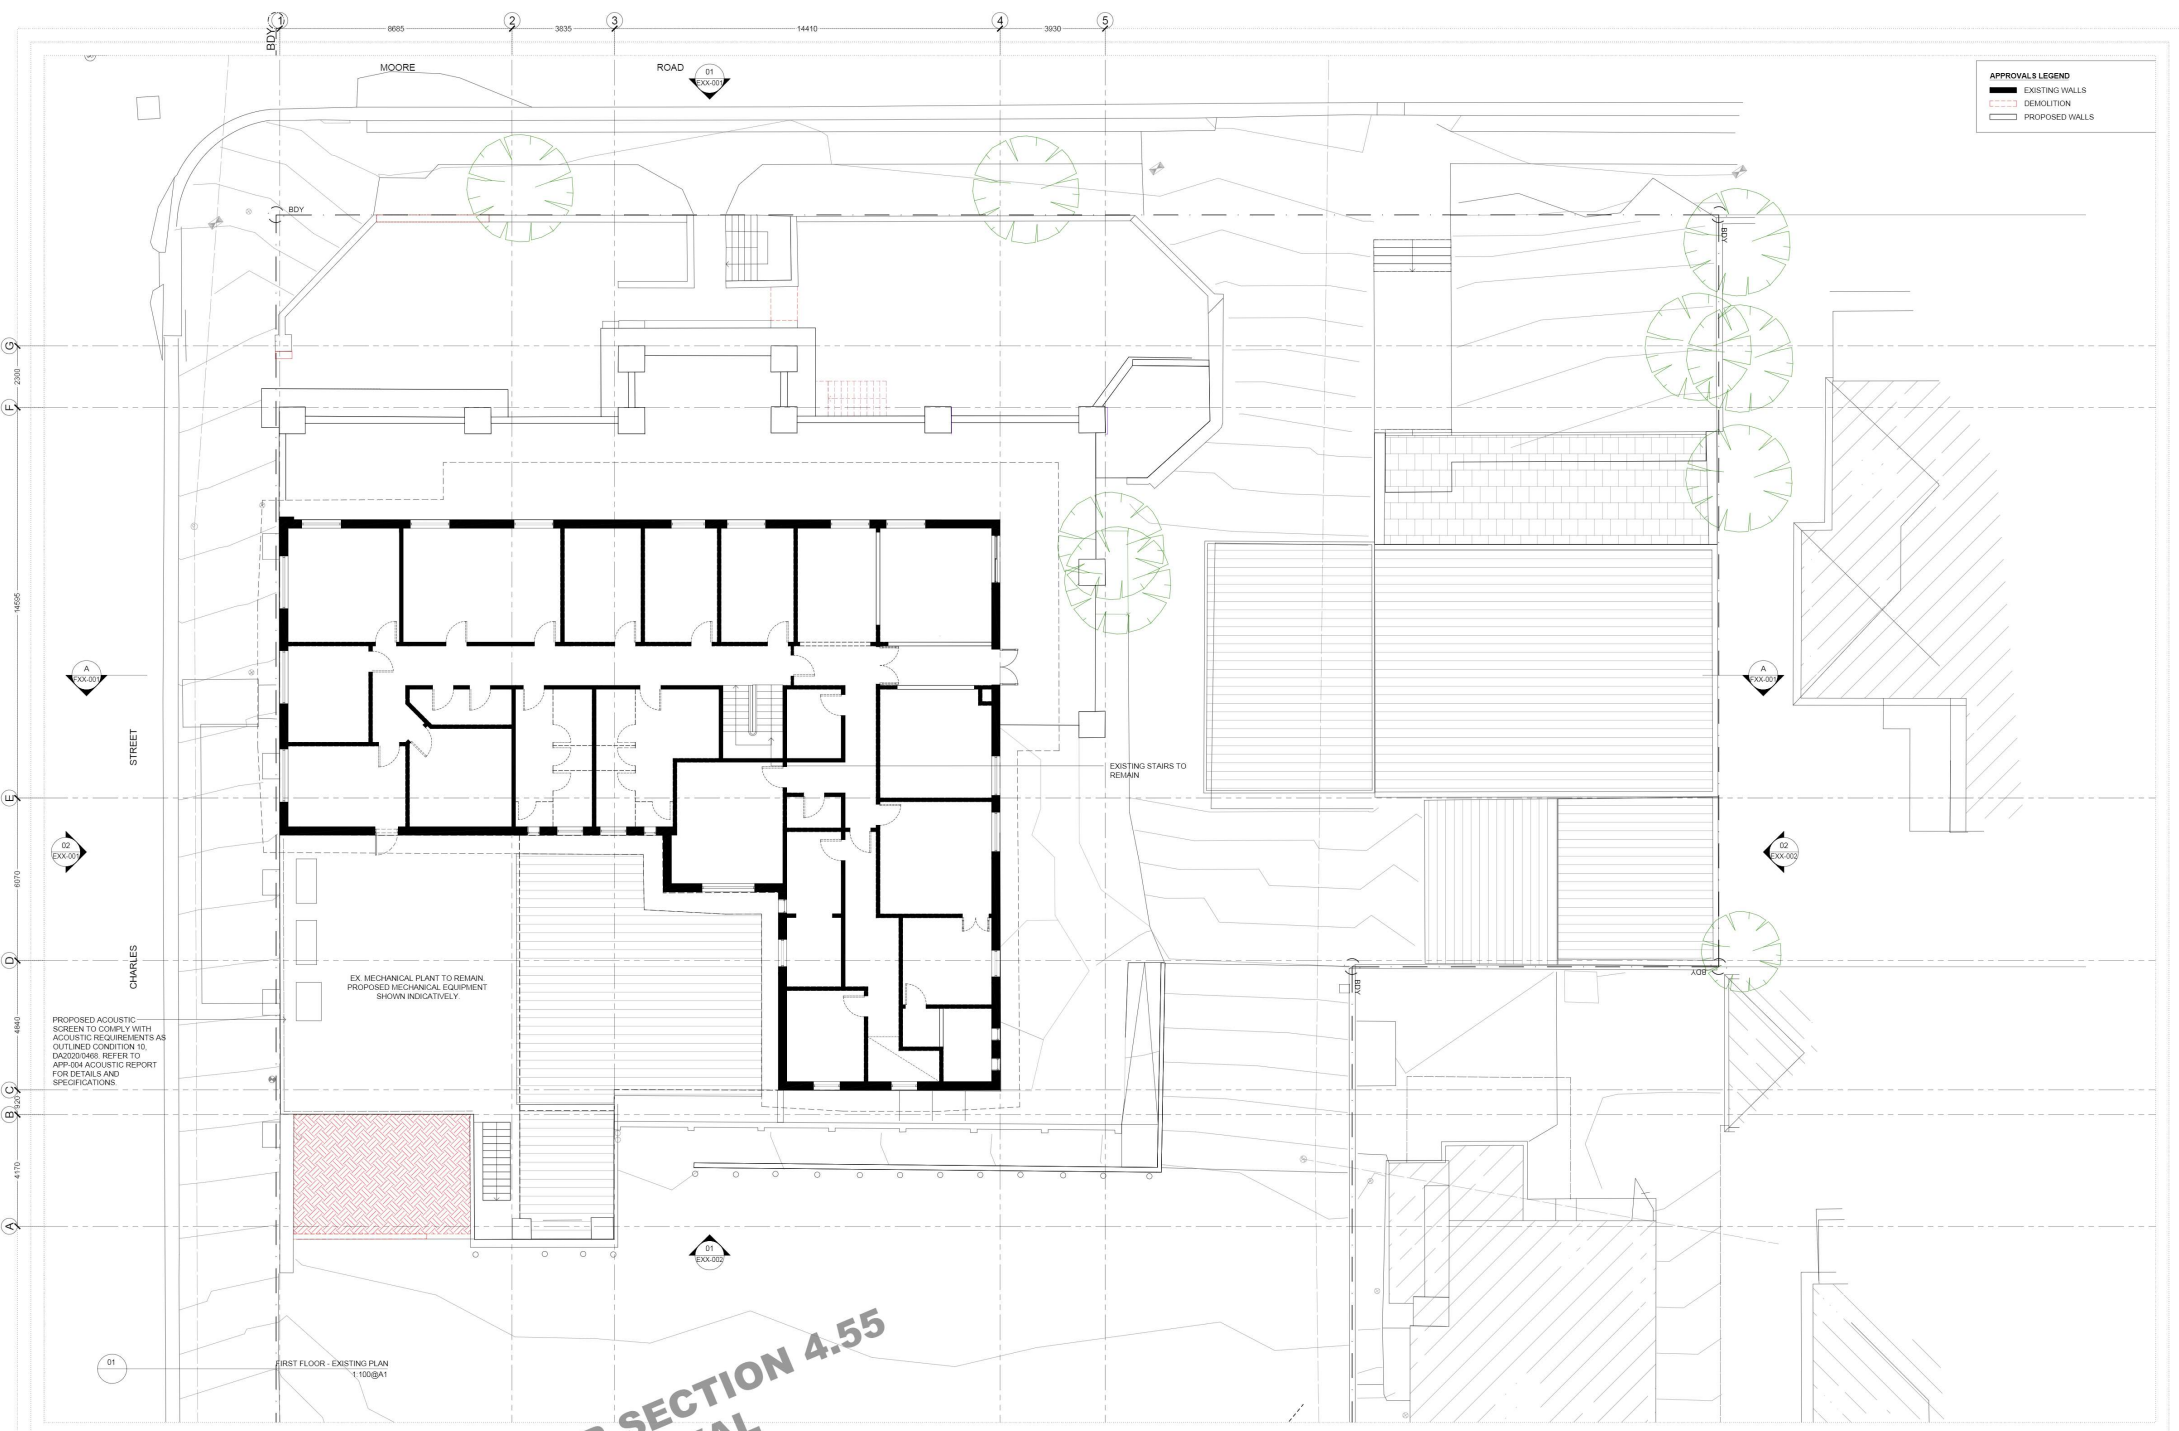 1
2
3
4
5
BDY
8685
3835
14410
3930
MOORE
ROAD
01
EXX-001
APPROVALS LEGEND
EXISTING WALLS
DEMOLITION
PROPOSED WALLS
BDY
BDY
G
2300
F
14595
A
EXX-001
A
EXX-001
STREET
EXISTING STAIRS TO
REMAIN
E
02
EXX-001
02
EXX-002
6070
CHARLES
D
EX. MECHANICAL PLANT TO REMAIN.
PROPOSED MECHANICAL EQUIPMENT
SHOWN INDICATIVELY.
BDY
BDY
4840
PROPOSED ACOUSTIC
SCREEN TO COMPLY WITH
ACOUSTIC REQUIREMENTS AS
OUTLINED CONDITION 10,
DA2020/0468. REFER TO
APP-004 ACOUSTIC REPORT
FOR DETAILS AND
SPECIFICATIONS.
C
920
B
4170
A
01
EXX-002
01
FIRST FLOOR - EXISTING PLAN
1:100@A1
SECTION 4.55